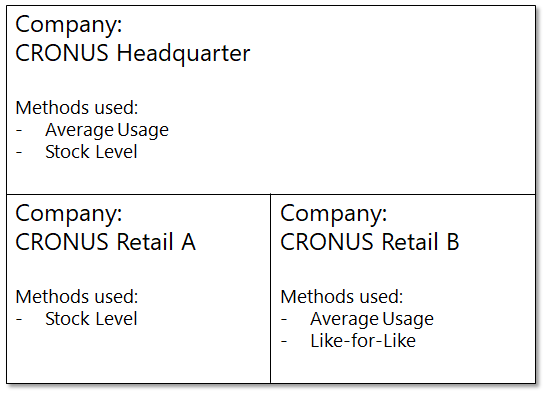 Company:
CRONUS Headquarter
Methods used:
- Average Usage
- Stock Level
Company:
CRONUS Retail A
Methods used:
- Stock Level
Company:
CRONUS Retail B
Methods used:
- Average Usage
- Like-for-Like